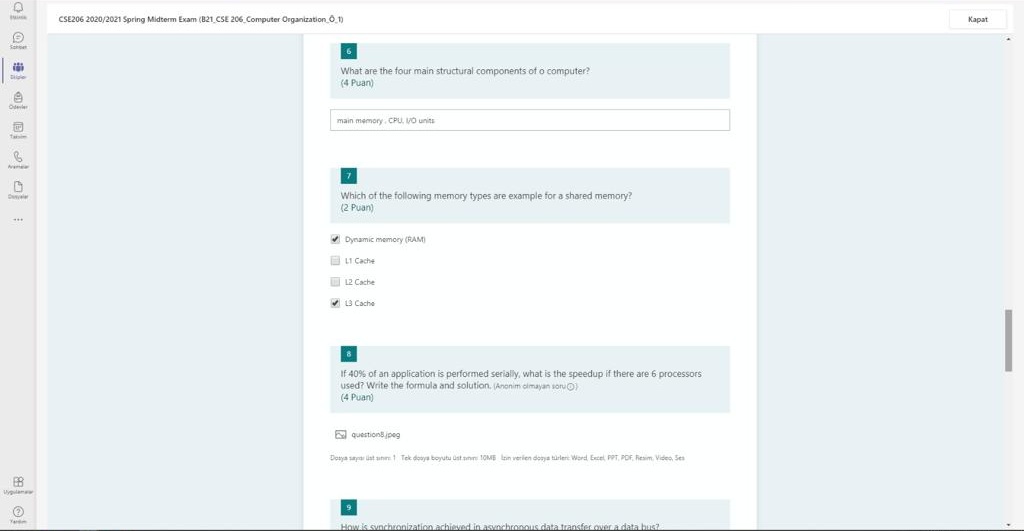 CSE206 2020/2021 Spring Midterm Exam (B21_CSE 206_Computer Organization_Ö_1)
Kapat
Etkinlik
Sohbet
Ekipler
Ödevler
Takvim
Aramalar
Dosyalar
...
6
What are the four main structural components of o computer?
(4 Puan)
main memory , CPU, I/O units
7
Which of the following memory types are example for a shared memory?
(2 Puan)
Dynamic memory (RAM)
L1 Cache
L2 Cache
L3 Cache
8
If 40% of an application is performed serially, what is the speedup if there are 6 processors
used? Write the formula and solution. (Anonim olmayan soru)
(4 Puan)
question8.jpeg
Dosya sayısı üst sınırı: 1 Tek dosya boyutu üst sınırı: 10MB İzin verilen dosya türleri: Word, Excel, PPT, PDF, Resim, Video, Ses
9
How is synchronization achieved in asynchronous data transfer over a data bus?
Uygulamalar
Yardım